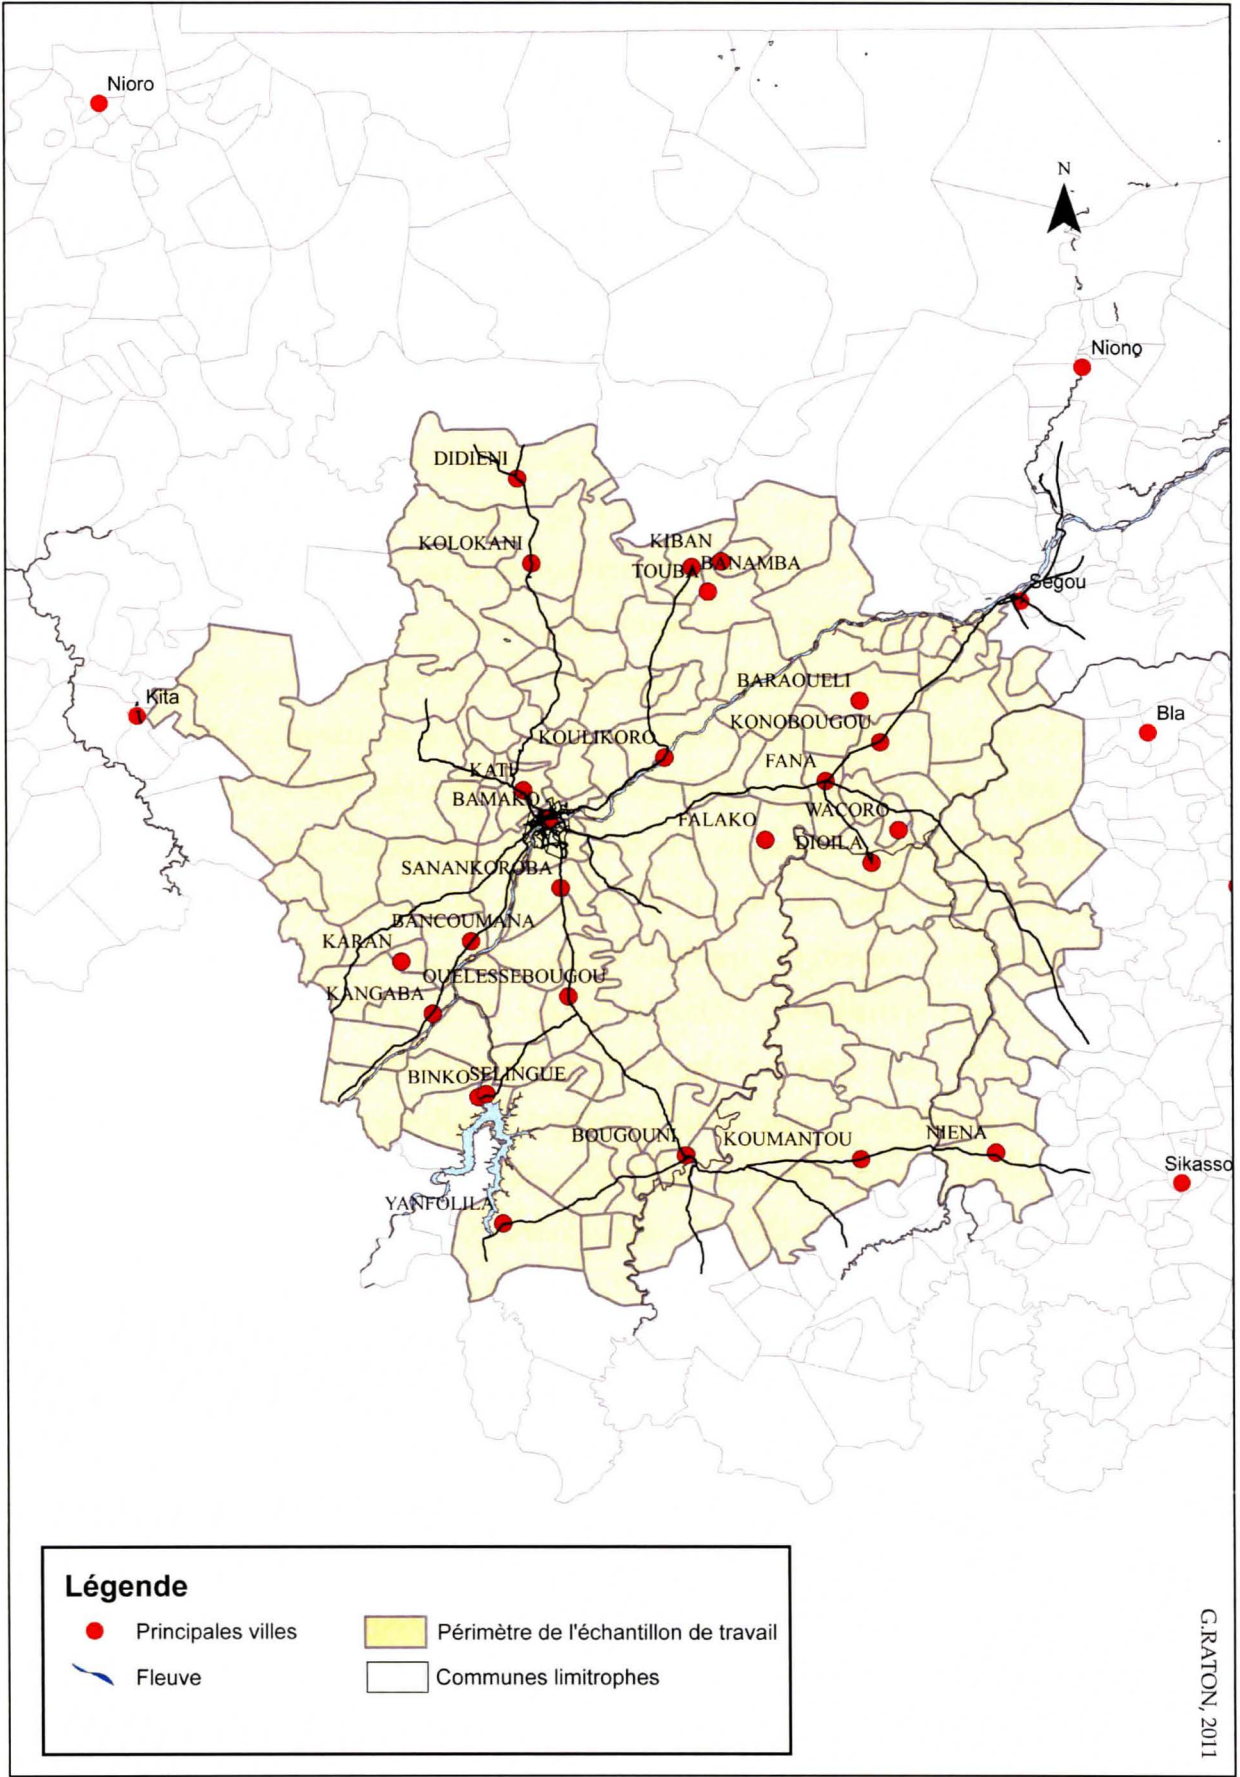 Nioro
N
Niono
DIDIENI
KOLOKANI
KIBAN
TOUBA
BANAMBA
Ségou
Kita
BARAOUELI
KONOBOUGOU
Bla
KOULIKORO
FANA
KATI
BAMAKO
WACORO
FALAKO
DIOILA
SANANKOROBA
BANCOUMANA
KARAN
OUELESSEBOUGOU
KANGABA
BINKO
SELINGUE
BOUGOUNI
KOUMANTOU
NIENA
Sikasso
YANFOLILA
Légende
Principales villes
Périmètre de l'échantillon de travail
Fleuve
Communes limitrophes
G.RATON, 2011